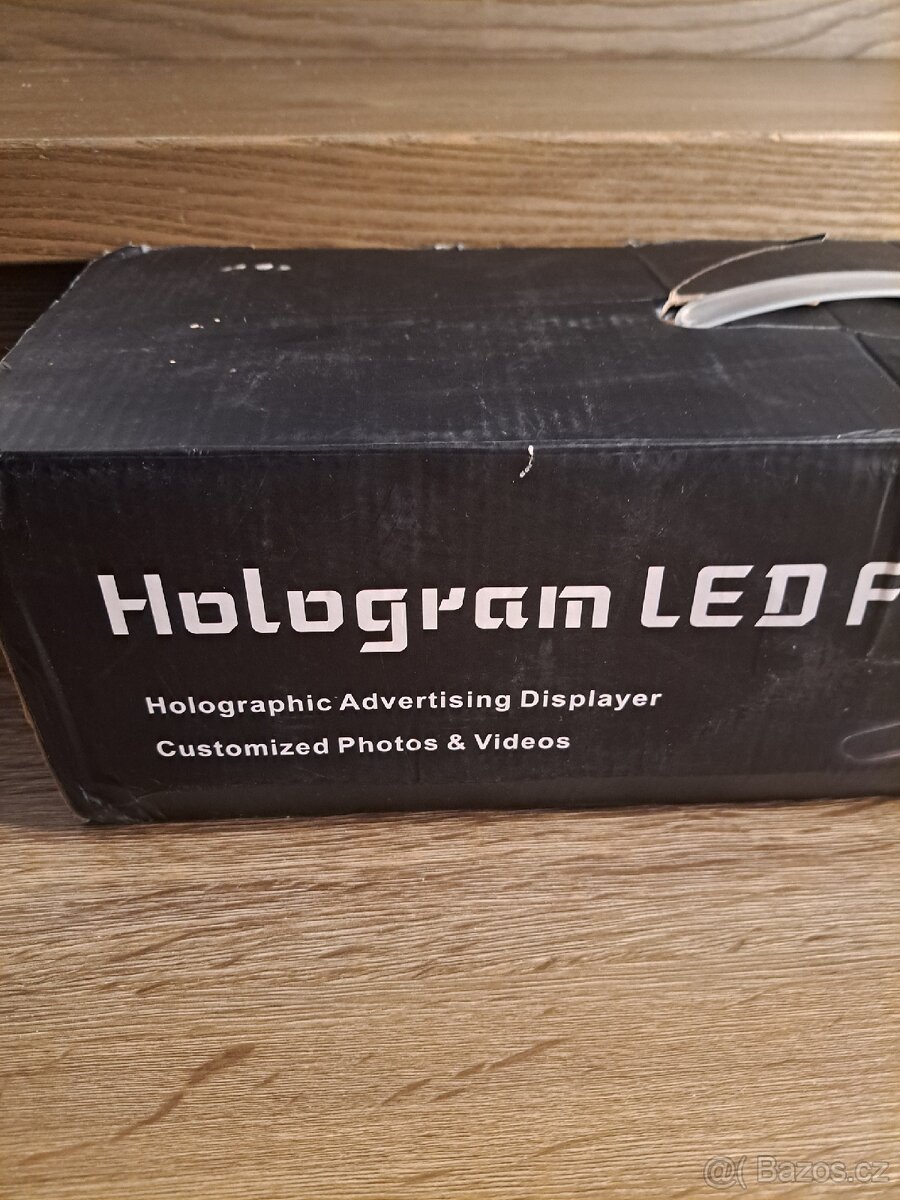 Hologram LED F
Holographic Advertising Displayer
Customized Photos & Videos
@( Bazos.cz